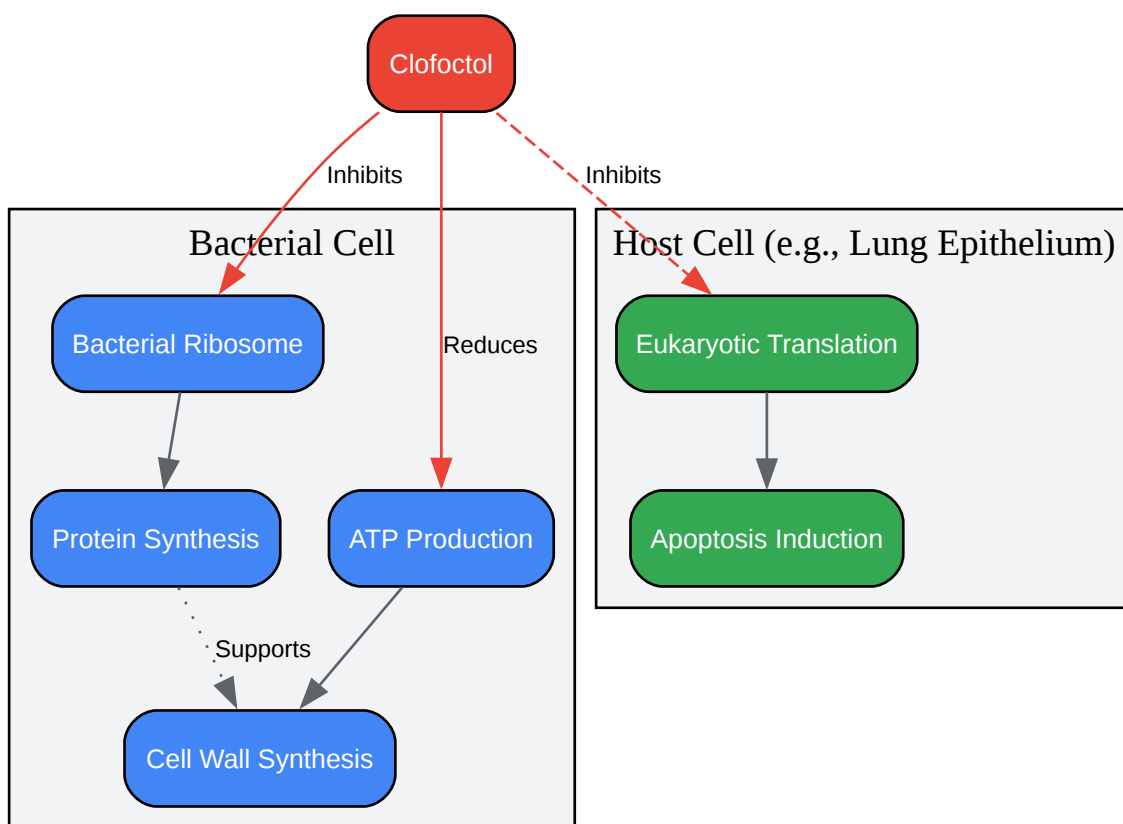 Clofoctol
Inhibits
Inhibits
Bacterial Cell
Host Cell (e.g., Lung Epithelium)
Bacterial Ribosome
Reduces
Eukaryotic Translation
Protein Synthesis
ATP Production
Apoptosis Induction
Supports
Cell Wall Synthesis